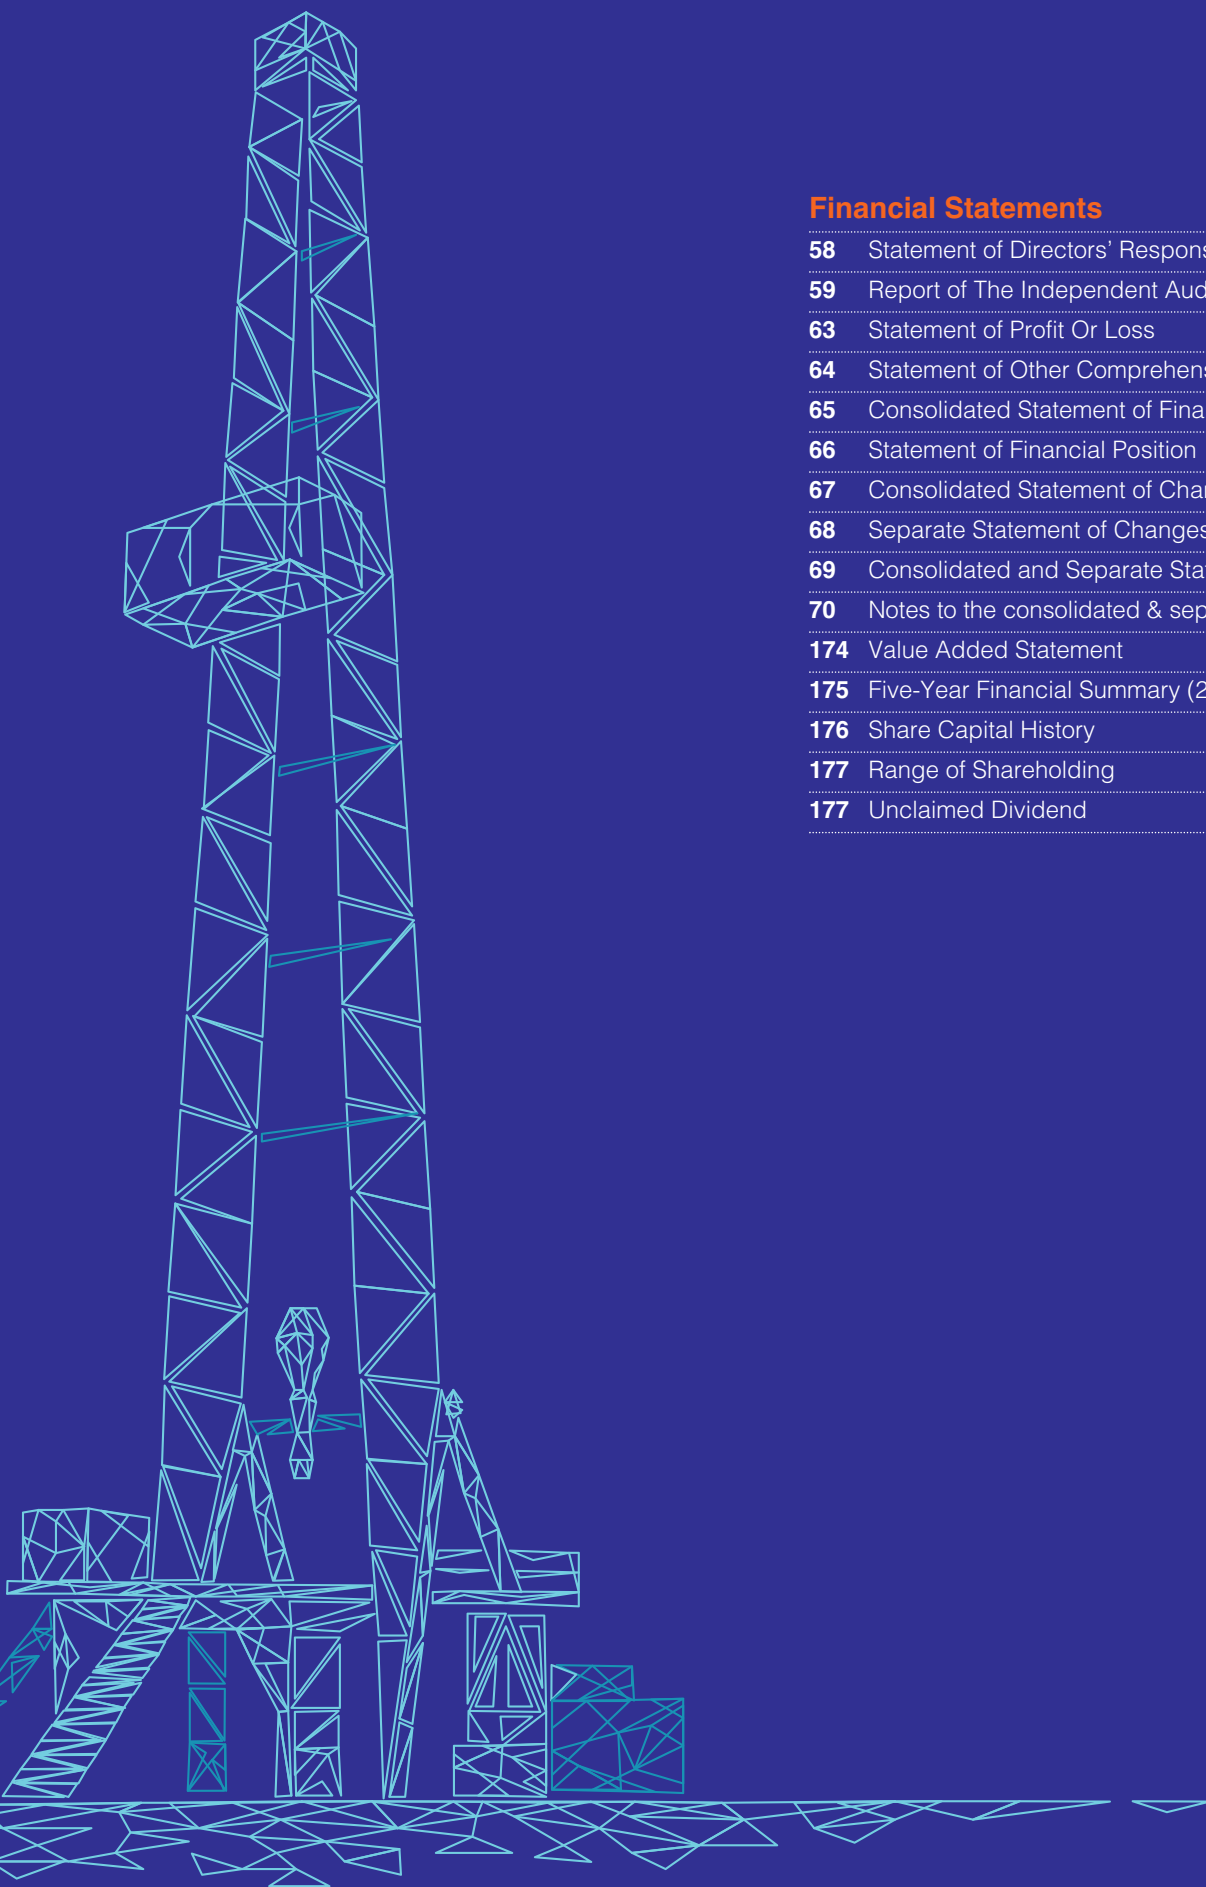 Financial Statements
58 Statement of Directors’ Respons
59 Report of The Independent Aud
63 Statement of Profit Or Loss
64 Statement of Other Comprehens
65 Consolidated Statement of Fina
66 Statement of Financial Position
67 Consolidated Statement of Cha
68 Separate Statement of Changes
69 Consolidated and Separate Sta
70 Notes to the consolidated & sep
174 Value Added Statement
175 Five-Year Financial Summary (2
176 Share Capital History
177 Range of Shareholding
177 Unclaimed Dividend